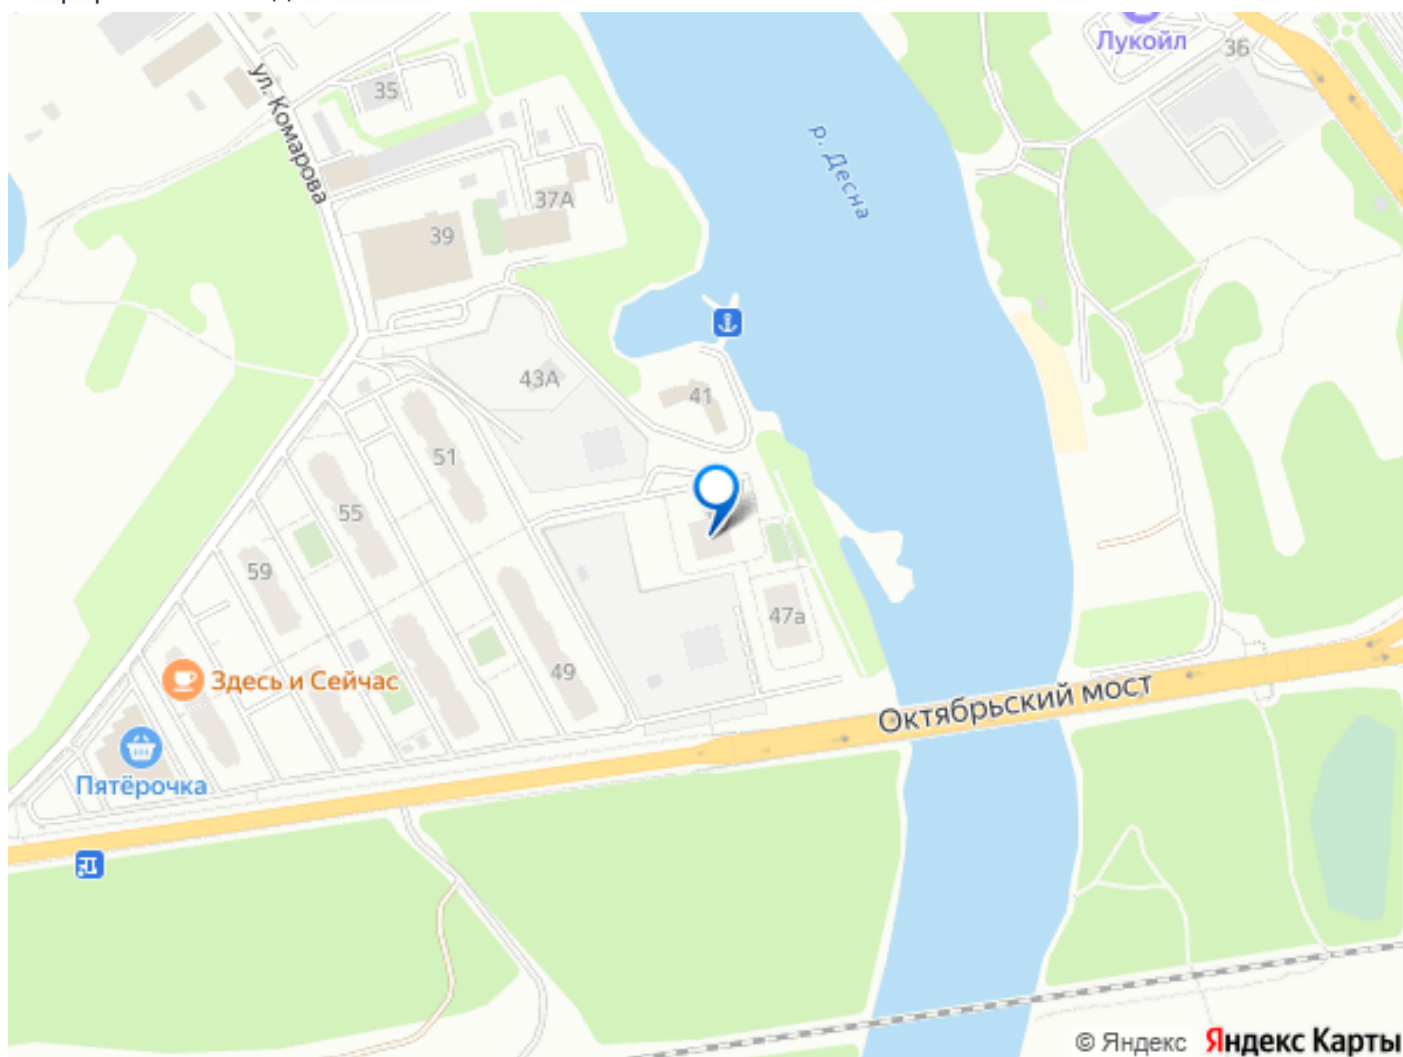 Лукойл
36
ул. Комарова
35
р. Десна
37А
39
43А
41
51
55
59
47а
49
Здесь и Сейчас
Октябрьский мост
Пятёрочка
© Яндекс Яндекс Карты